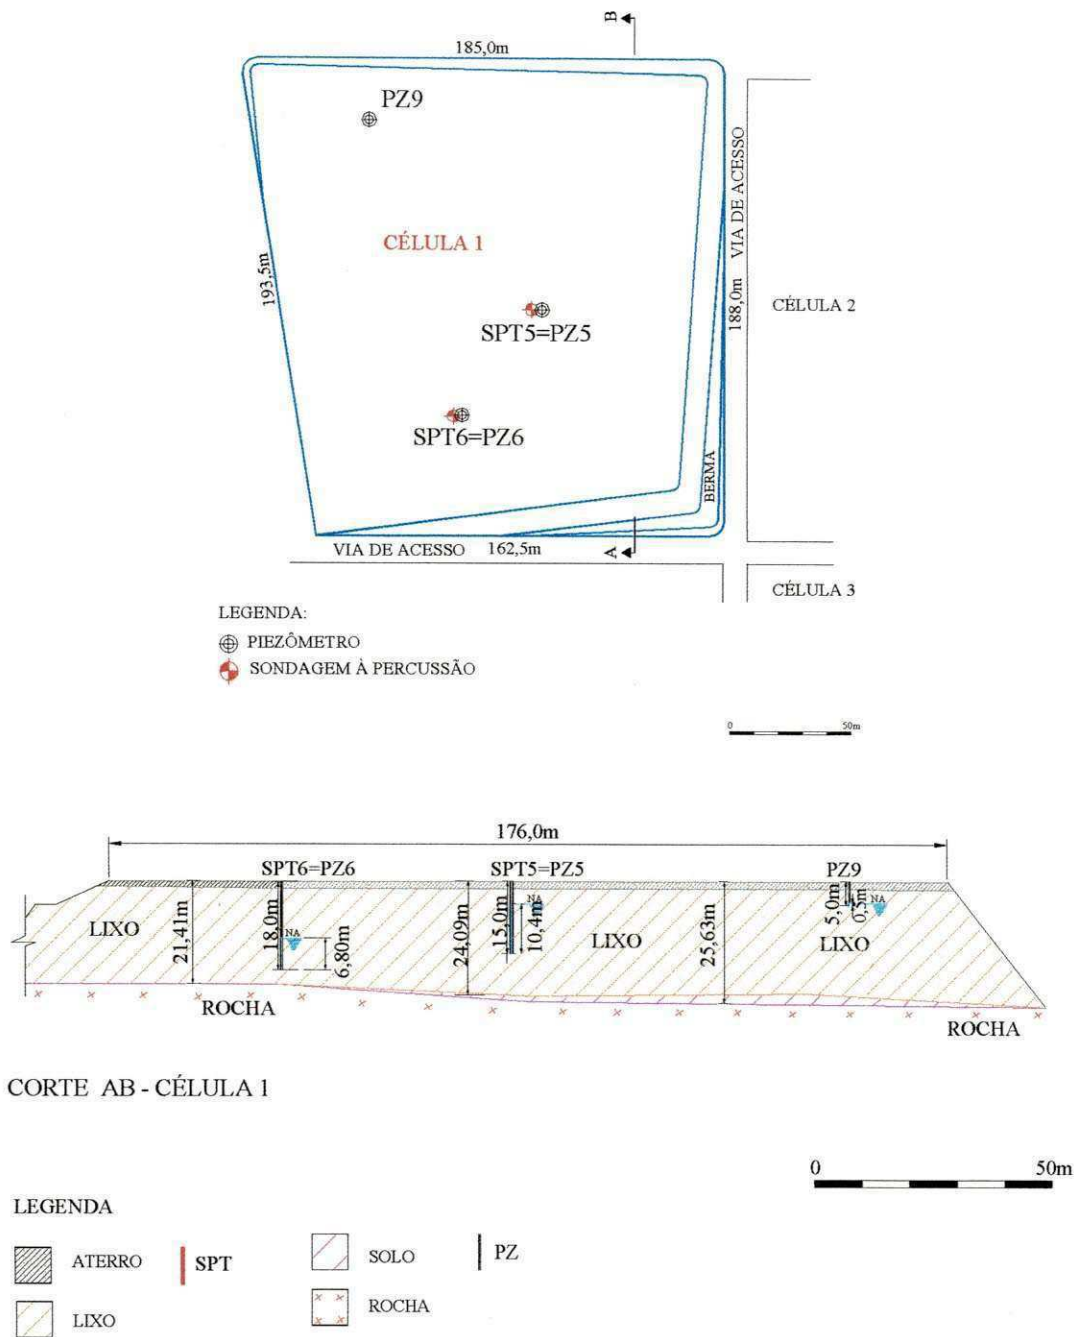 B
185,0m
PZ9
VIA DE ACESSO
CÉLULA 1
193,5m
188,0m
CÉLULA 2
SPT5=PZ5
SPT6=PZ6
BERMA
A
VIA DE ACESSO 162,5m
CÉLULA 3
LEGENDA:
PIEZÔMETRO
SONDAGEM À PERCUSSÃO
0 50m
176,0m
SPT6=PZ6 SPT5=PZ5 PZ9
LIXO
21,41m
18,0m
NA
6,80m
24,09m
15,0m
NA
10,4m
LIXO
25,63m
LIXO
5,0m
0,5m
NA
ROCHA
ROCHA
CORTE AB - CÉLULA 1
0 50m
LEGENDA
ATERRO SPT SOLO PZ
LIXO ROCHA